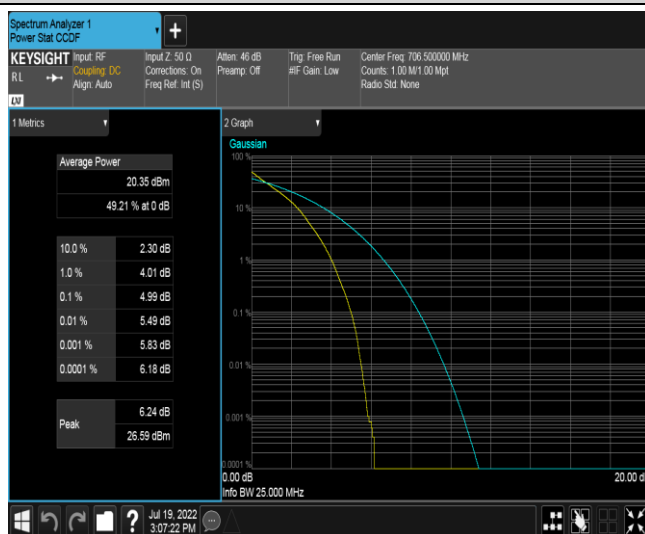 Spectrum Analyzer 1
Power Stat CCDF
KEYSIGHT
RL
LXI
Input: RF
Coupling: DC
Align: Auto
Input Z: 50 Ω
Corrections: On
Freq Ref: Int (S)
Atten: 46 dB
Preamp: Off
Trig: Free Run
#IF Gain: Low
Center Freq: 706.500000 MHz
Counts: 1.00 M/1.00 Mpt
Radio Std: None
1 Metrics
Average Power
20.35 dBm
49.21 % at 0 dB
10.0 % 2.30 dB
1.0 % 4.01 dB
0.1 % 4.99 dB
0.01 % 5.49 dB
0.001 % 5.83 dB
0.0001 % 6.18 dB
Peak
6.24 dB
26.59 dBm
2 Graph
Gaussian
100 %
10 %
1 %
0.1 %
0.01 %
0.001 %
0.0001 %
0.00 dB 20.00 d
Info BW 25.000 MHz
?
Jul 19, 2022
3:07:22 PM